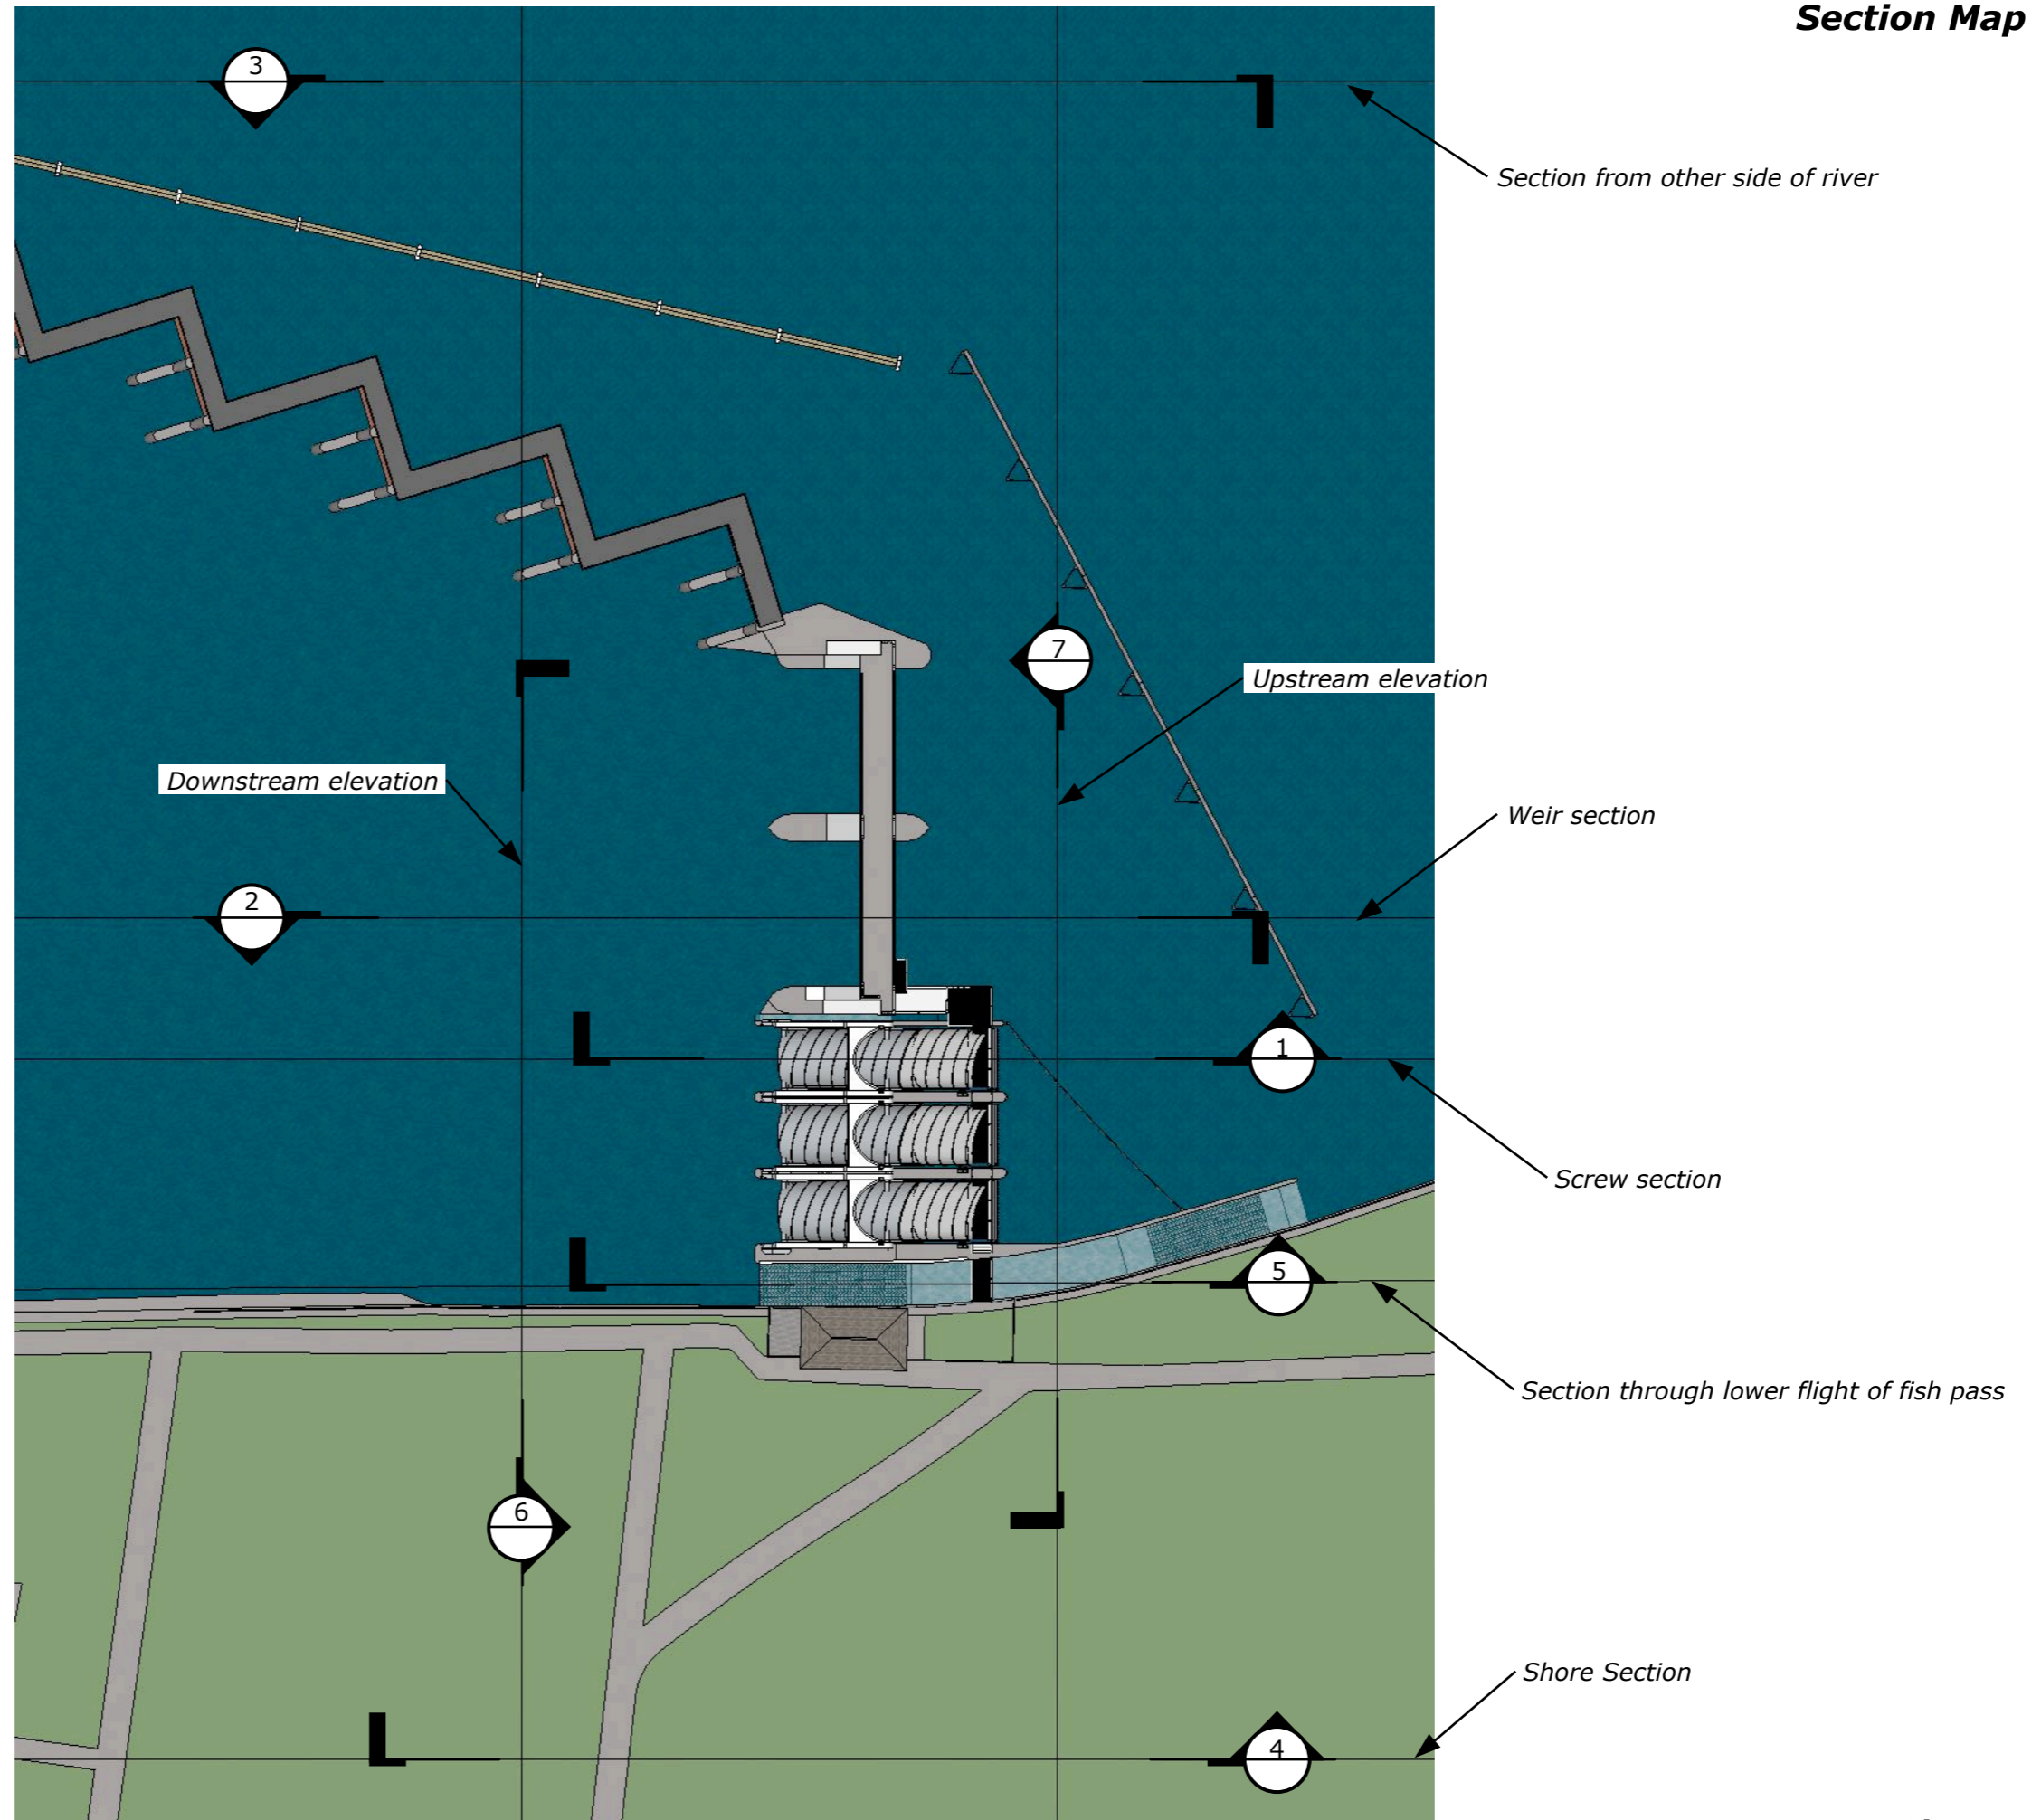 Section Map
3
Section from other side of river
7
Upstream elevation
Downstream elevation
Weir section
2
1
Screw section
5
Section through lower flight of fish pass
6
Shore Section
4